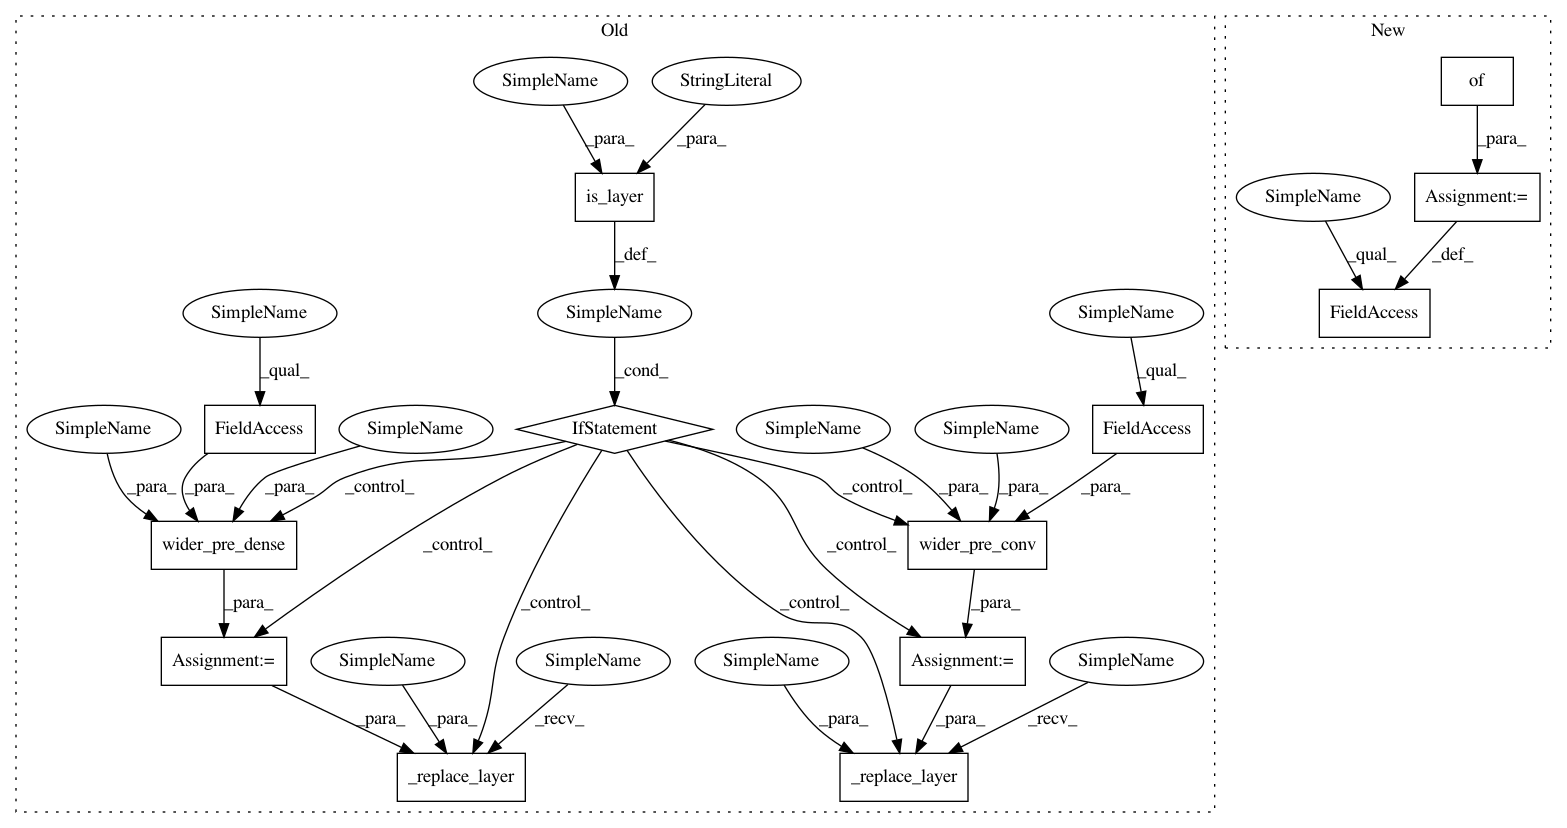 Old
New
SimpleName
StringLiteral
of
_para_
_para_
_para_
is_layer
SimpleName
Assignment:=
_def_
_qual_
_def_
SimpleName
SimpleName
SimpleName
FieldAccess
_qual_
_cond_
_qual_
SimpleName
FieldAccess
SimpleName
IfStatement
SimpleName
SimpleName
FieldAccess
_para_
_para_
_para_
_control_
_control_
_para_
_para_
_para_
wider_pre_dense
_control_
_control_
wider_pre_conv
_para_
_control_
_control_
_para_
Assignment:=
SimpleName
SimpleName
SimpleName
Assignment:=
SimpleName
_para_
_para_
_recv_
_para_
_para_
_recv_
_replace_layer
_replace_layer